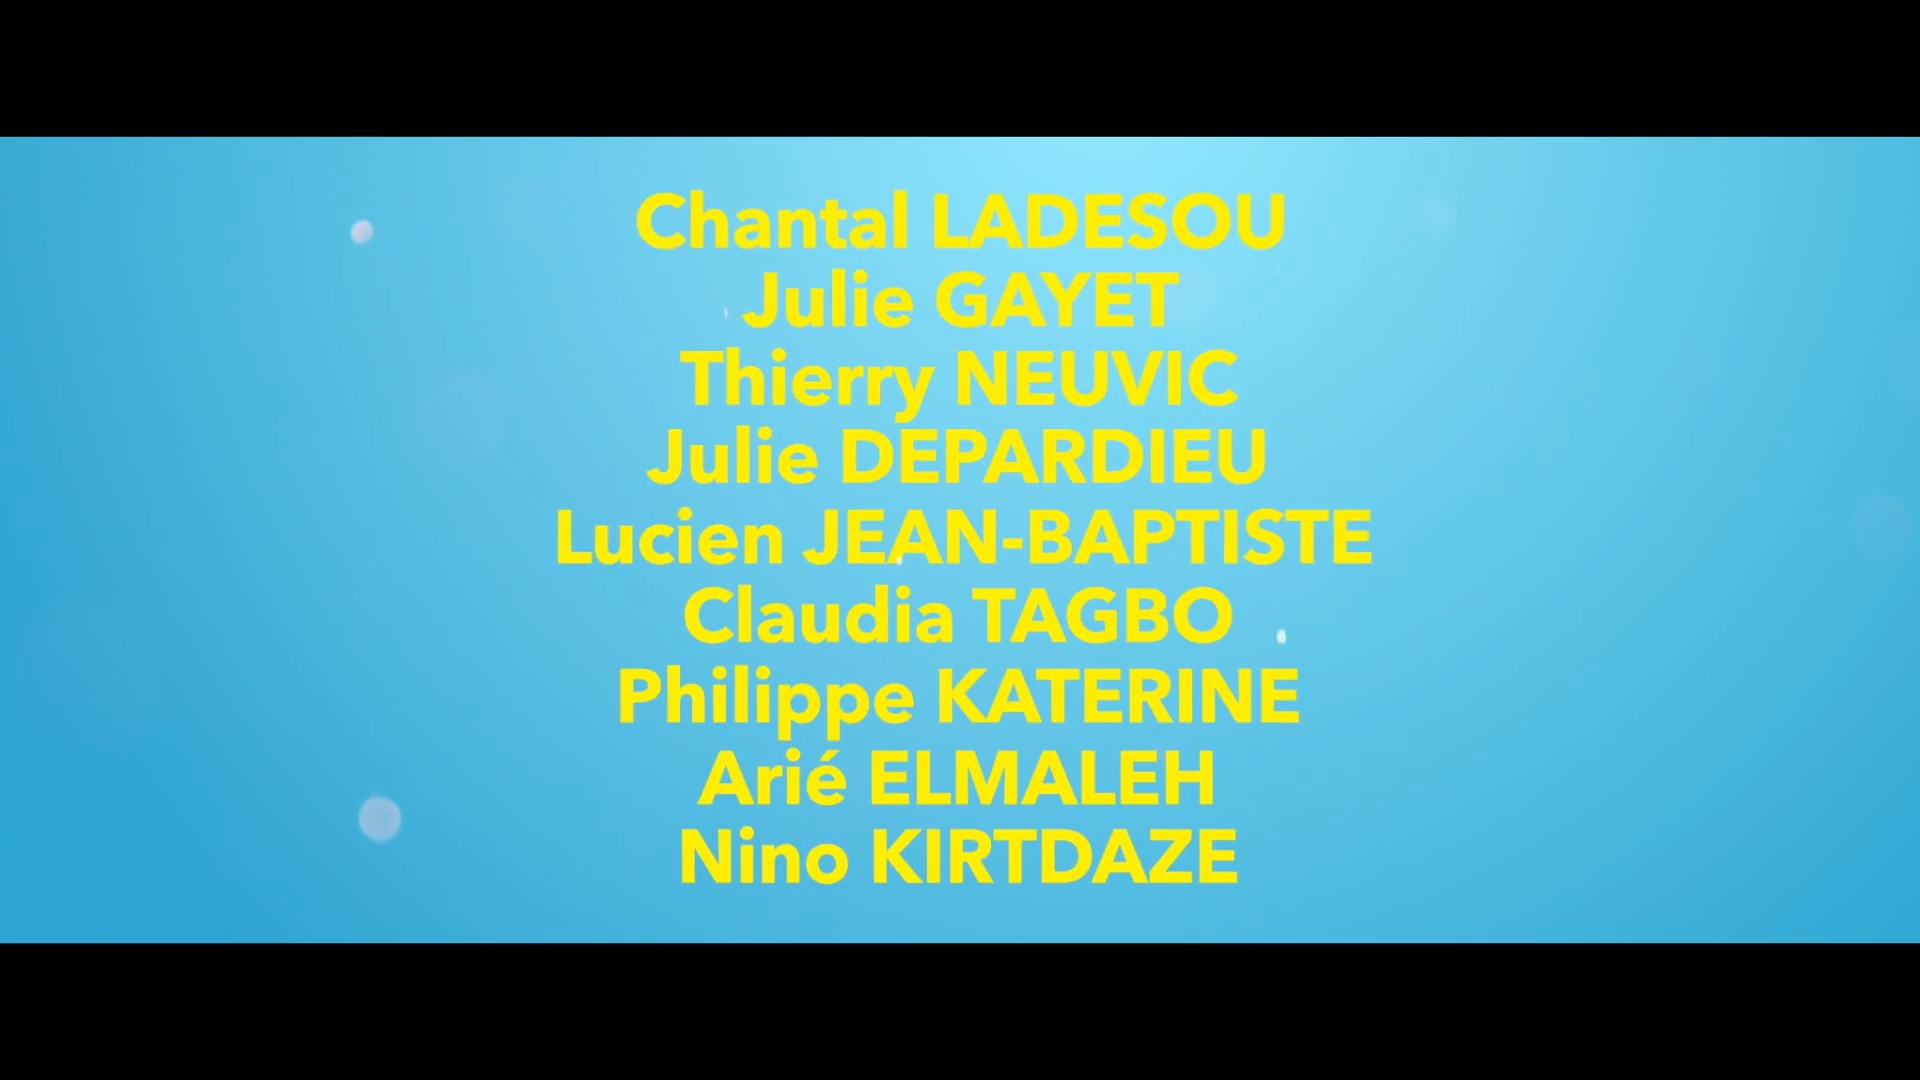 Chantal LADESOU
Julie GAYET
Thierry NEUVIC
Julie DEPARDIEU
Lucien JEAN-BAPTISTE
Claudia TAGBO
Philippe KATERINE
Arié ELMALEH
Nino KIRTDAZE